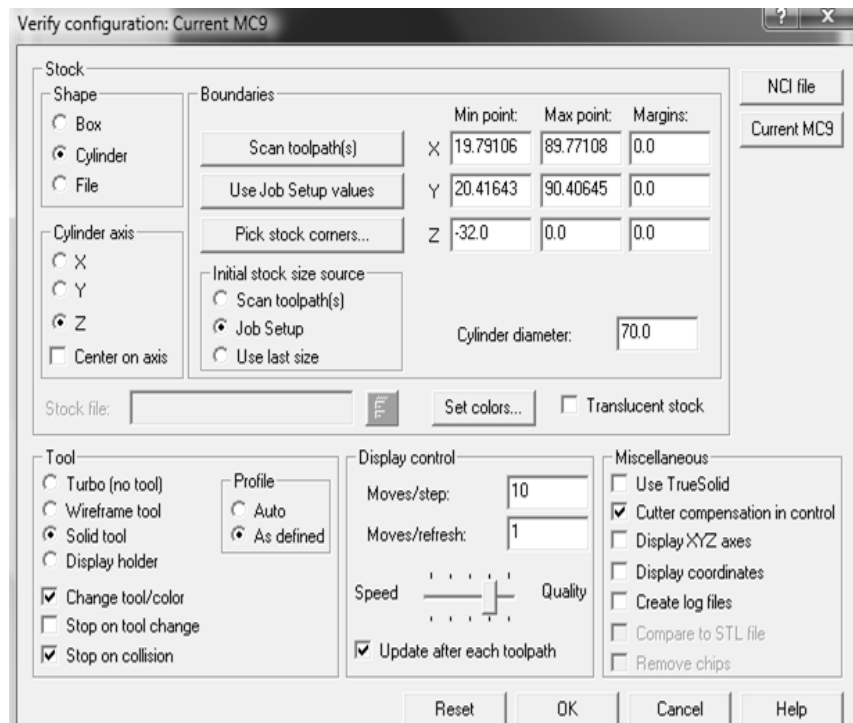 Verify configuration: Current MC9
? x
Stock
Shape
Box
Cylinder
File
Cylinder axis
X
Y
Z
Center on axis
Boundaries
Min point: Max point: Margins:
Scan toolpath(s) X 19.79106 89.77108 0.0
Use Job Setup values Y 20.41643 90.40645 0.0
Pick stock corners... Z -32.0 0.0 0.0
Initial stock size source
Scan toolpath(s)
Job Setup
Use last size
Cylinder diameter: 70.0
Stock file: Set colors... Translucent stock
NCI file
Current MC9
Tool
Turbo (no tool)
Wireframe tool
Solid tool
Display holder
Profile
Auto
As defined
Change tool/color
Stop on tool change
Stop on collision
Display control
Moves/step: 10
Moves/refresh: 1
Speed Quality
Update after each toolpath
Miscellaneous
Use TrueSolid
Cutter compensation in control
Display XYZ axes
Display coordinates
Create log files
Compare to STL file
Remove chips
Reset OK Cancel Help